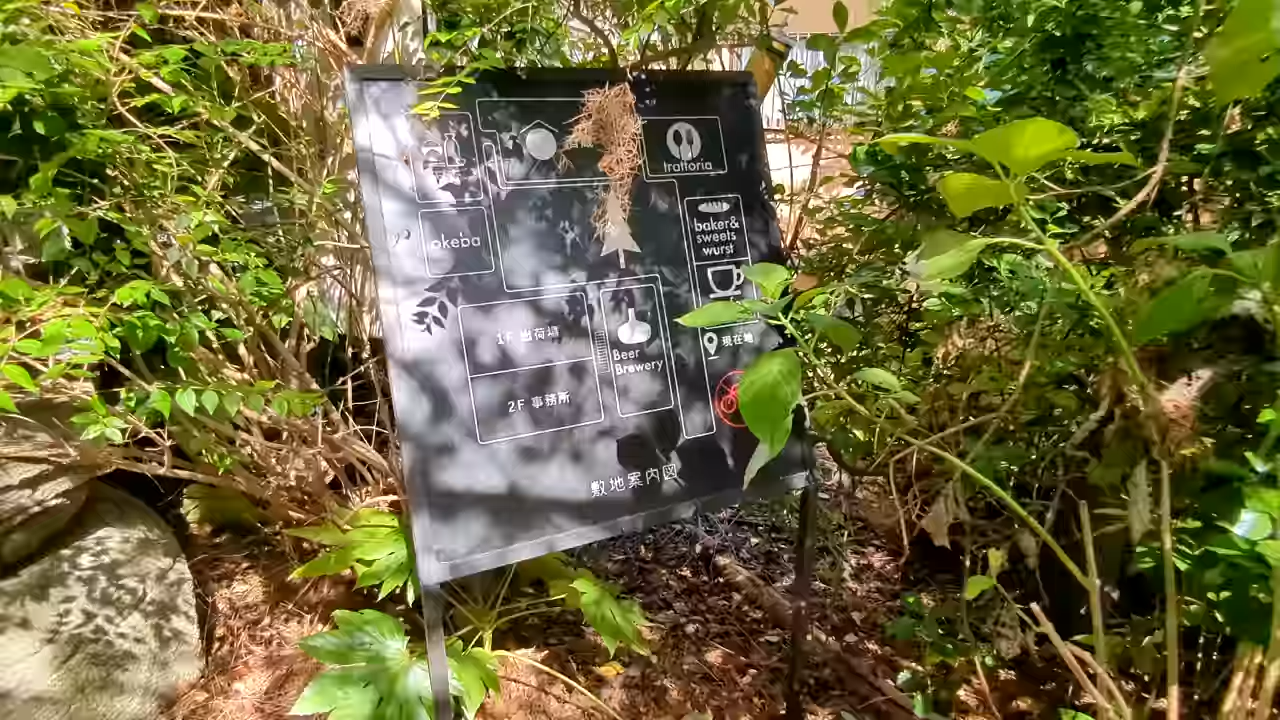 trattoria
okeba
baker&
sweets
wurst
1F 出荷場
Beer
Brewery
現在地
2F 事務所
敷地案内図